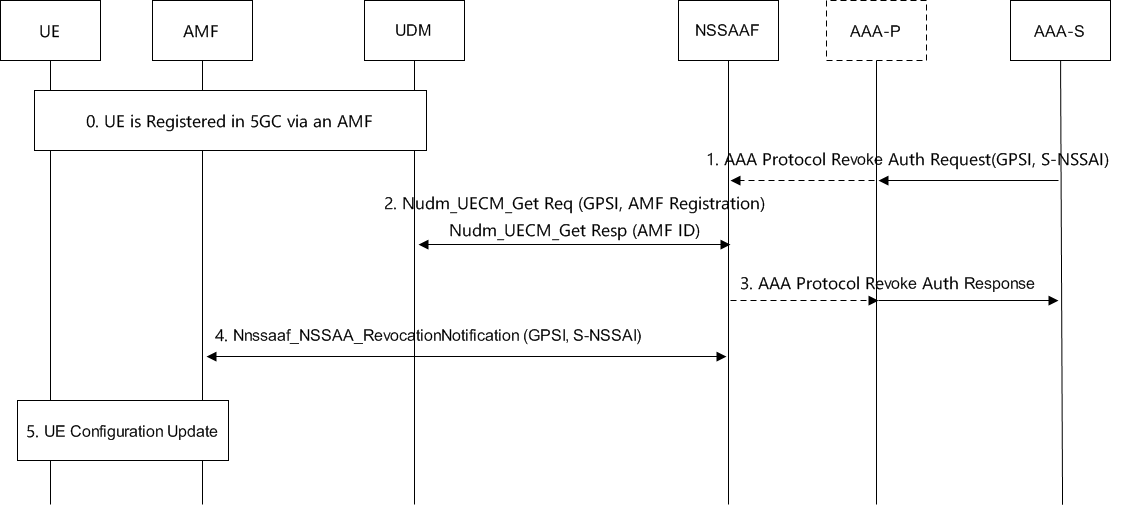 UE
AMF
UDM
NSSAAF
AAA-P
AAA-S
0. UE is Registered in 5GC via an AMF
1. AAA Protocol Revoke Auth Request(GPSI, S-NSSAI)
2. Nudm_UECM_Get Req (GPSI, AMF Registration)
Nudm_UECM_Get Resp (AMF ID)
3. AAA Protocol Revoke Auth Response
4. Nnssaaf_NSSAA_RevocationNotification (GPSI, S-NSSAI)
5. UE Configuration Update